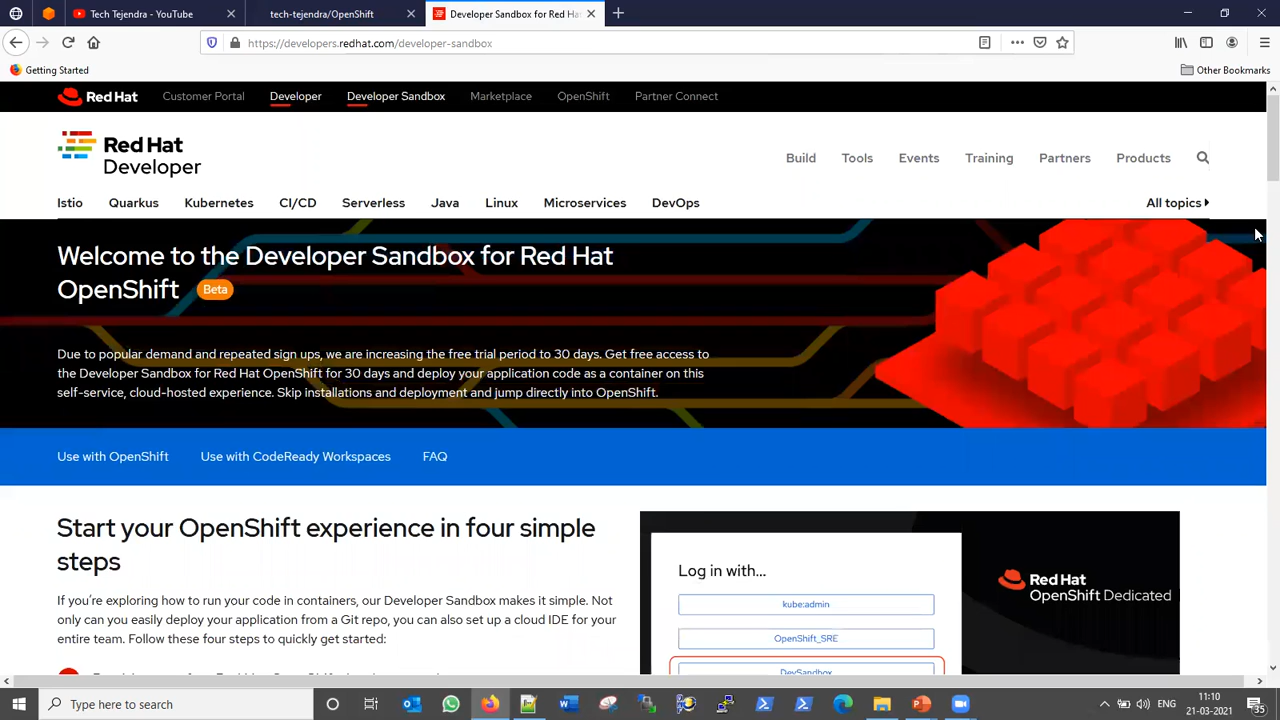 Tech Tejendra - YouTube
tech-tejendra/OpenShift
Developer Sandbox for Red Ha
https://developers.redhat.com/developer-sandbox
Getting Started
Other Bookmarks
Red Hat
Customer Portal
Developer
Developer Sandbox
Marketplace
OpenShift
Partner Connect
Red Hat
Developer
Build
Tools
Events
Training
Partners
Products
Istio
Quarkus
Kubernetes
CI/CD
Serverless
Java
Linux
Microservices
DevOps
All topics
Welcome to the Developer Sandbox for Red Hat
OpenShift Beta
Due to popular demand and repeated sign ups, we are increasing the free trial period to 30 days. Get free access to
the Developer Sandbox for Red Hat OpenShift for 30 days and deploy your application code as a container on this
self-service, cloud-hosted experience. Skip installations and deployment and jump directly into OpenShift.
Use with OpenShift
Use with CodeReady Workspaces
FAQ
Start your OpenShift experience in four simple
steps
If you're exploring how to run your code in containers, our Developer Sandbox makes it simple. Not
only can you easily deploy your application from a Git repo, you can also set up a cloud IDE for your
entire team. Follow these four steps to quickly get started:
Log in with...
kube:admin
OpenShift_SRE
DevSandbox
Red Hat
OpenShift Dedicated
Type here to search
ENG
11:10
21-03-2021
35